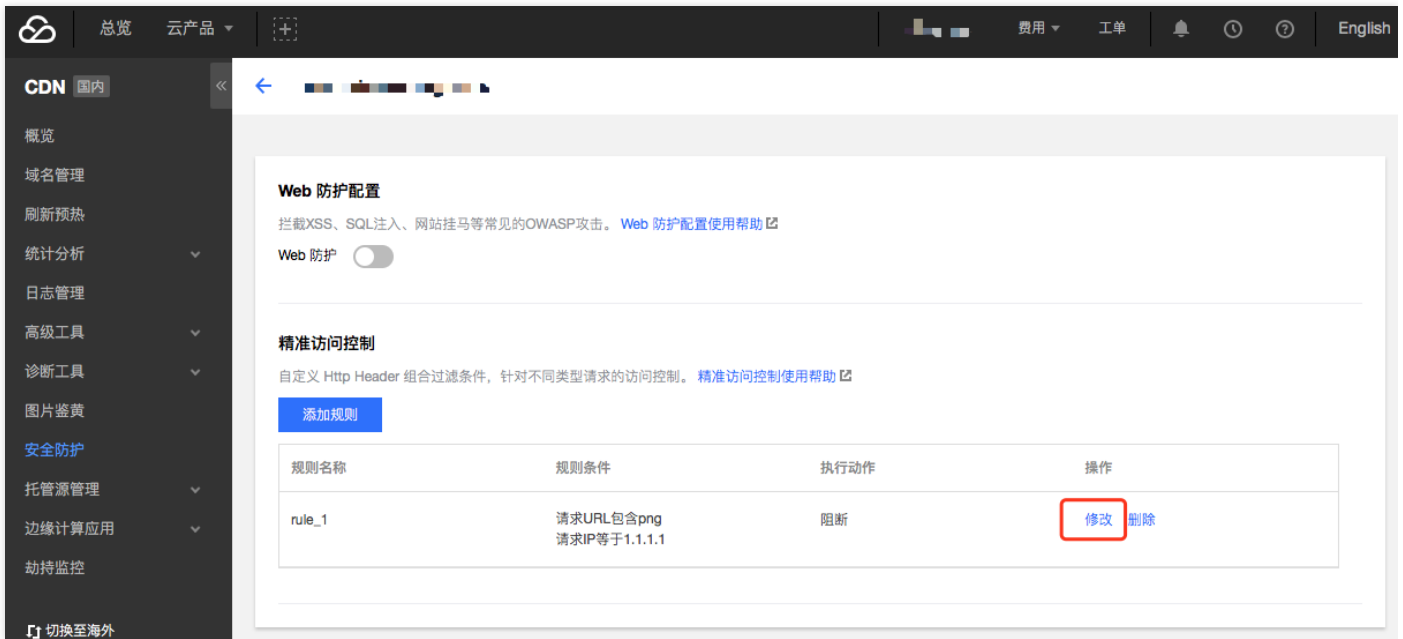 总览 云产品 费用 工单 English
CDN 国内
概览
域名管理
刷新预热
统计分析
日志管理
高级工具
诊断工具
图片鉴黄
安全防护
托管源管理
边缘计算应用
劫持监控
切换至海外
Web 防护配置
拦截XSS、SQL注入、网站挂马等常见的OWASP攻击。 Web 防护配置使用帮助
Web 防护
精准访问控制
自定义 Http Header 组合过滤条件，针对不同类型请求的访问控制。 精准访问控制使用帮助
添加规则
规则名称 规则条件 执行动作 操作
rule_1 请求URL包含png 阻断 修改 删除
请求IP等于1.1.1.1